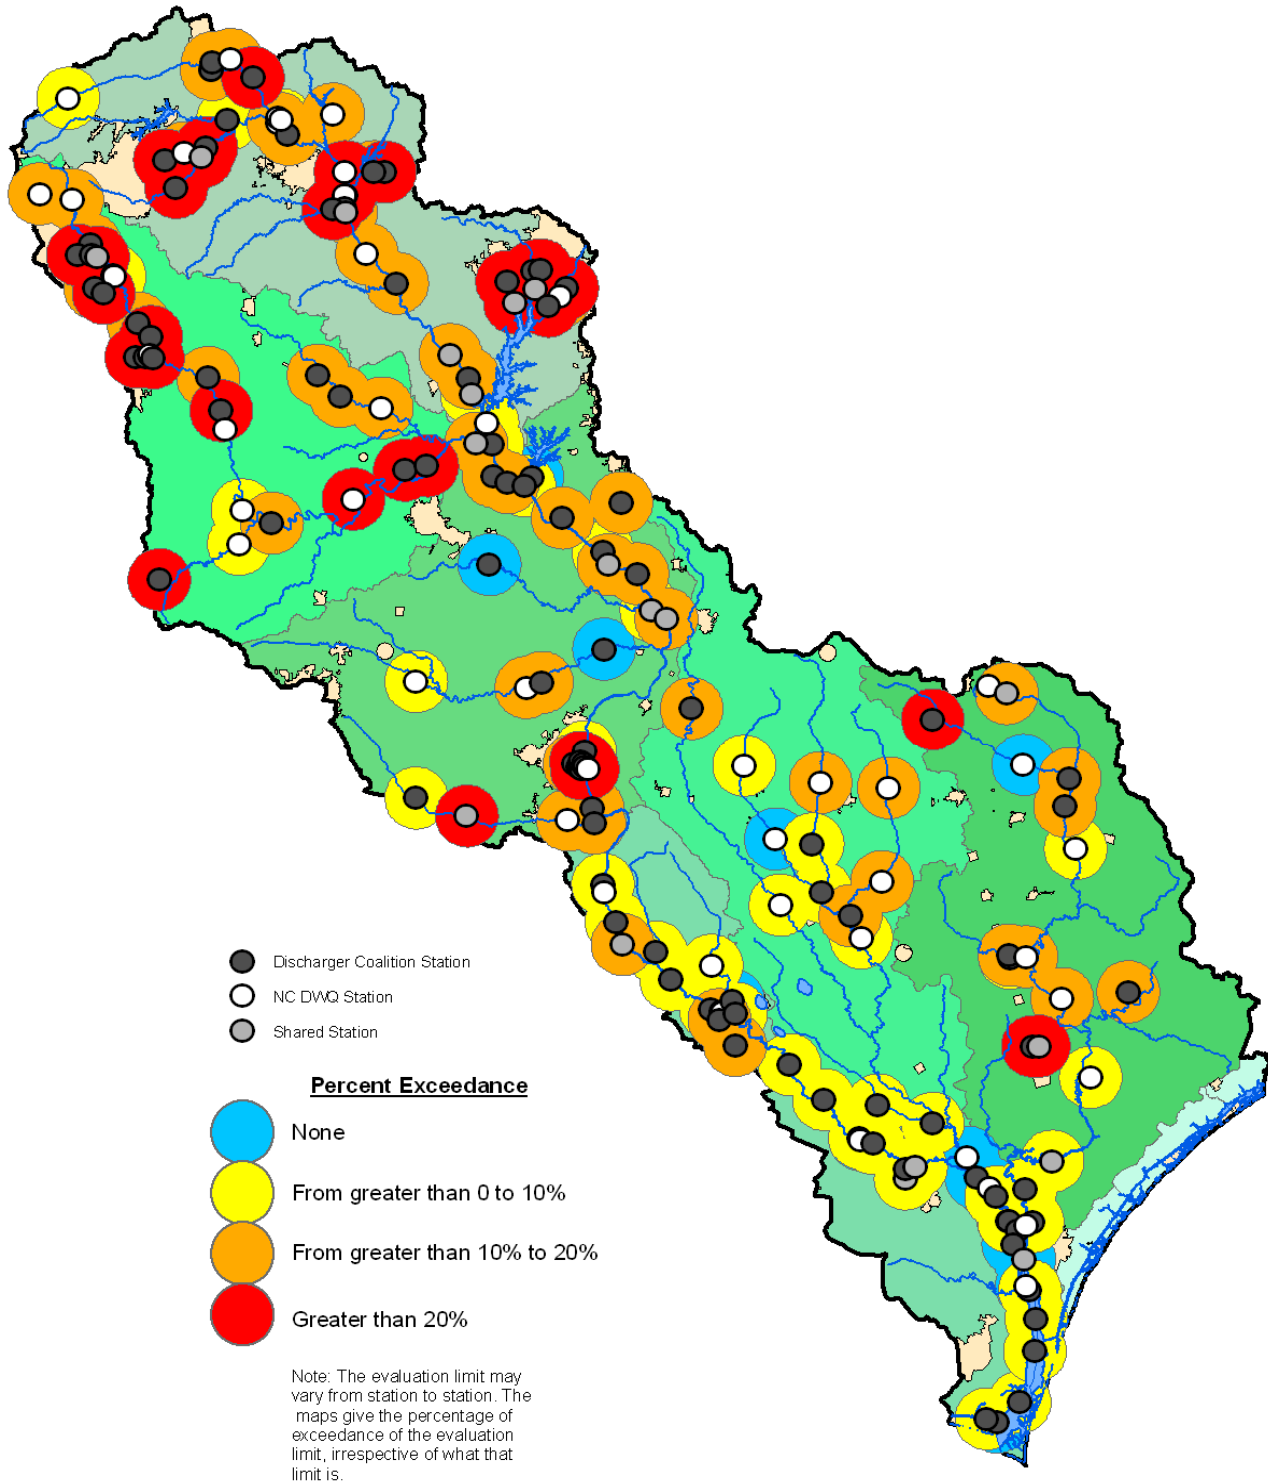 Discharger Coalition Station
NC DWQ Station
Shared Station
Percent Exceedance
None
From greater than 0 to 10%
From greater than 10% to 20%
Greater than 20%
Note: The evaluation limit may
vary from station to station. The
maps give the percentage of
exceedance of the evaluation
limit, irrespective of what that
limit is.